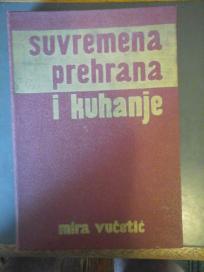 suvremena
prehrana
i kuhanje
mira vučetić